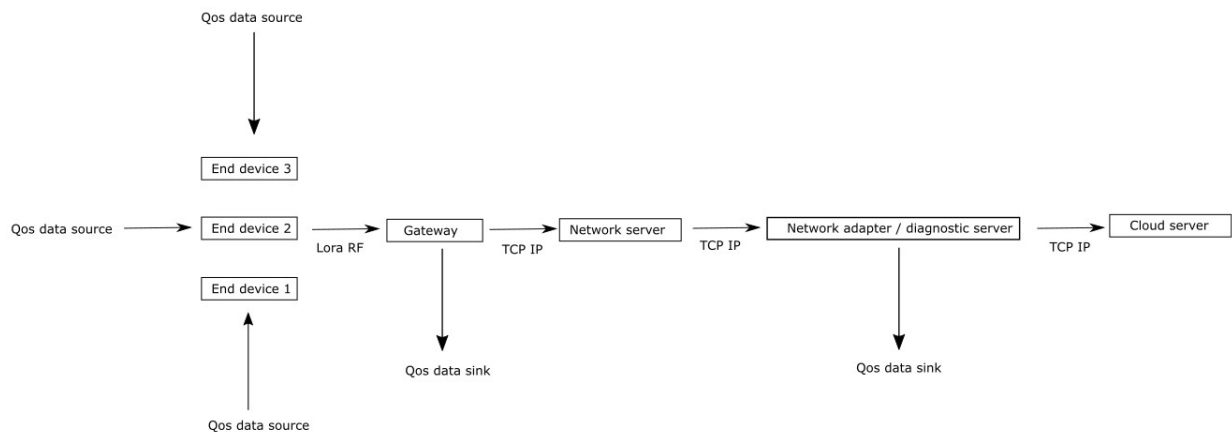 Qos data source
End device 3
Qos data source
End device 2
Lora RF
Gateway
TCP IP
Network server
TCP IP
Network adapter / diagnostic server
TCP IP
Cloud server
End device 1
Qos data sink
Qos data sink
Qos data source